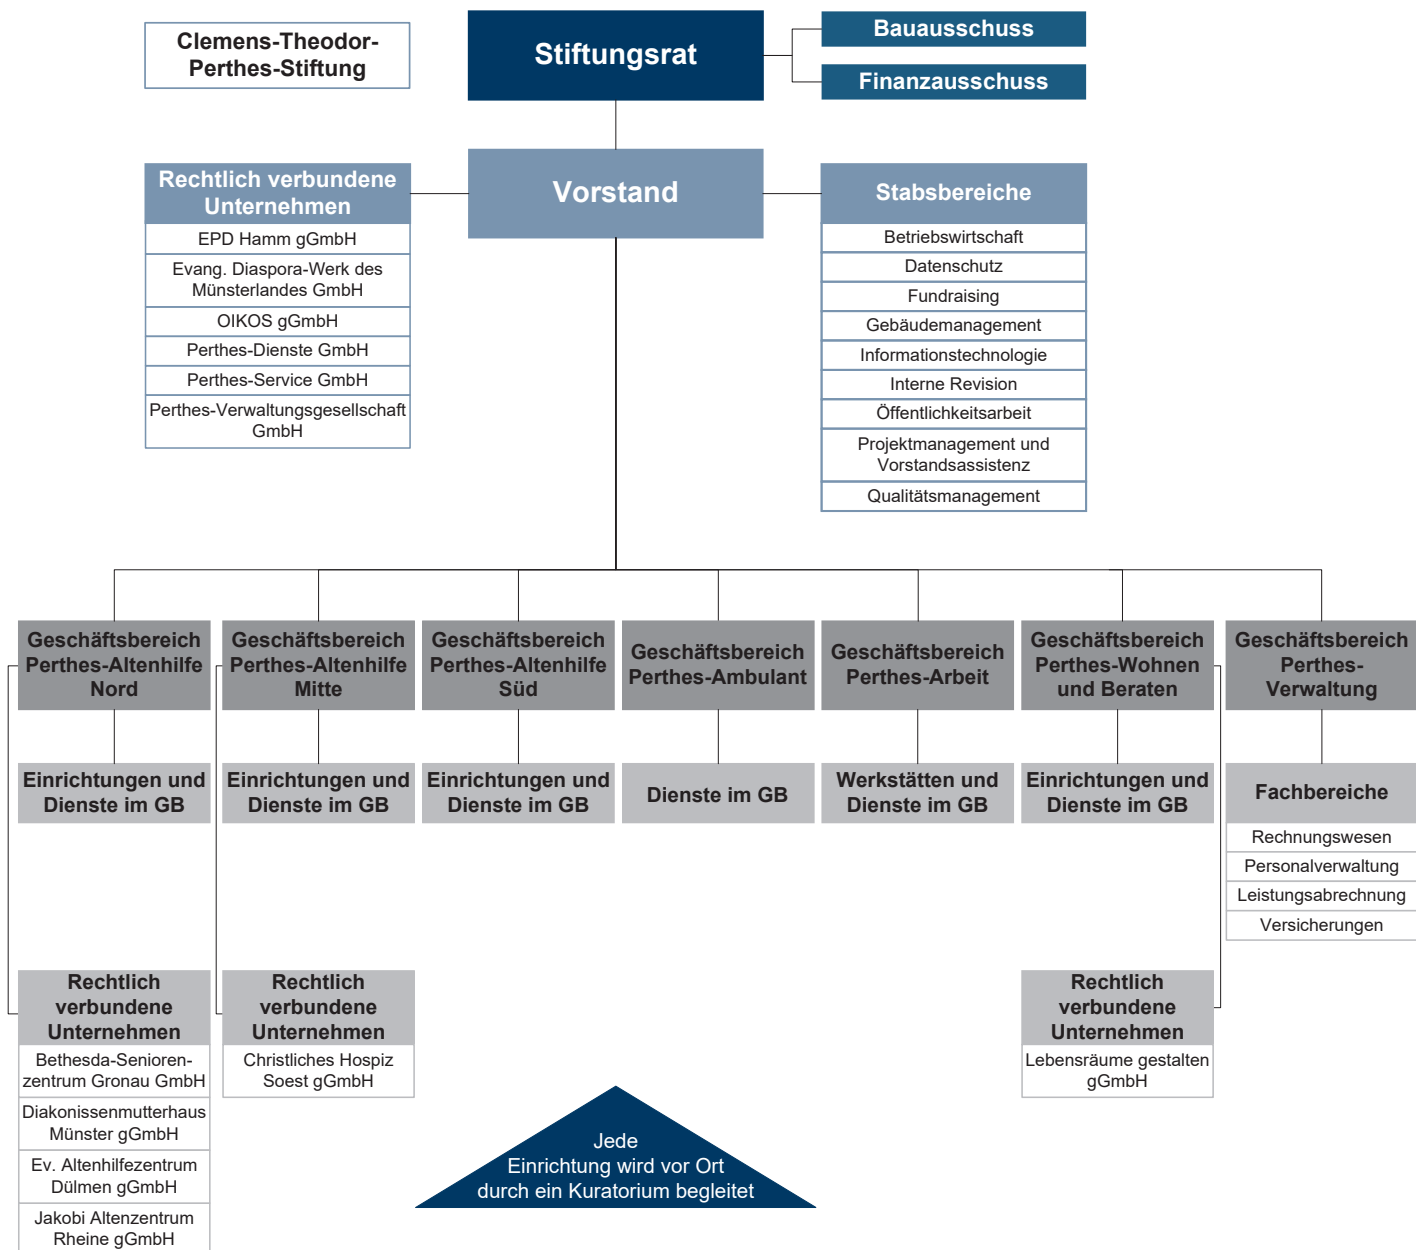 Clemens-Theodor-
Perthes-Stiftung
Stiftungsrat
Bauausschuss
Finanzausschuss
Rechtlich verbundene
Unternehmen
EPD Hamm gGmbH
Evang. Diaspora-Werk des
Münsterlandes GmbH
OIKOS gGmbH
Perthes-Dienste GmbH
Perthes-Service GmbH
Perthes-Verwaltungsgesellschaft
GmbH
Vorstand
Stabsbereiche
Betriebswirtschaft
Datenschutz
Fundraising
Gebäudemanagement
Informationstechnologie
Interne Revision
Öffentlichkeitsarbeit
Projektmanagement und
Vorstandsassistenz
Qualitätsmanagement
Geschäftsbereich
Perthes-Altenhilfe
Nord
Geschäftsbereich
Perthes-Altenhilfe
Mitte
Geschäftsbereich
Perthes-Altenhilfe
Süd
Geschäftsbereich
Perthes-Ambulant
Geschäftsbereich
Perthes-Arbeit
Geschäftsbereich
Perthes-Wohnen
und Beraten
Geschäftsbereich
Perthes-
Verwaltung
Einrichtungen und
Dienste im GB
Einrichtungen und
Dienste im GB
Einrichtungen und
Dienste im GB
Dienste im GB
Werkstätten und
Dienste im GB
Einrichtungen und
Dienste im GB
Fachbereiche
Rechnungswesen
Personalverwaltung
Leistungsabrechnung
Versicherungen
Rechtlich
verbundene
Unternehmen
Bethesda-Senioren-
zentrum Gronau GmbH
Diakonissenmutterhaus
Münster gGmbH
Ev. Altenhilfezentrum
Dülmen gGmbH
Jakobi Altenzentrum
Rheine gGmbH
Rechtlich
verbundene
Unternehmen
Christliches Hospiz
Soest gGmbH
Rechtlich
verbundene
Unternehmen
Lebensräume gestalten
gGmbH
Jede
Einrichtung wird vor Ort
durch ein Kuratorium begleitet